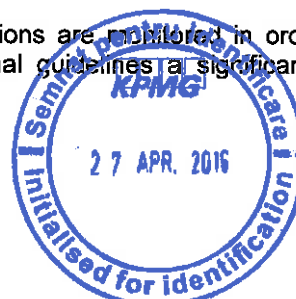 ions are monitored in ord
al guidelines a significan
Semnat pentru identificare
KPMG
27 APR. 2016
Initialised for identification